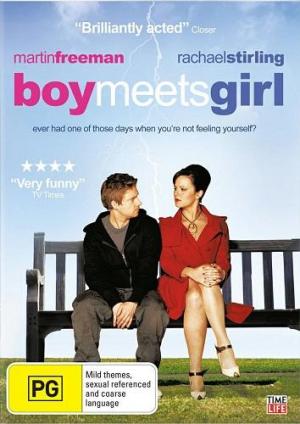 “Brilliantly acted” Closer
martinfreeman rachaelstirling
boymeetsgirl
ever had one of those days when you're not feeling yourself?
★★★★
“Very funny”
TV Times
PG
Mild themes,
sexual referenced
and coarse
language
TIME
LIFE